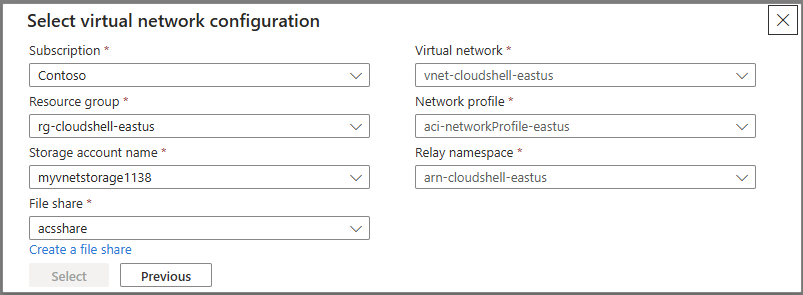 Select virtual network configuration
Subscription *
Contoso
Resource group *
rg-cloudshell-eastus
Storage account name *
myvnetstorage1138
File share *
acsshare
Create a file share
Virtual network *
vnet-cloudshell-eastus
Network profile *
aci-networkProfile-eastus
Relay namespace *
arn-cloudshell-eastus
Select
Previous